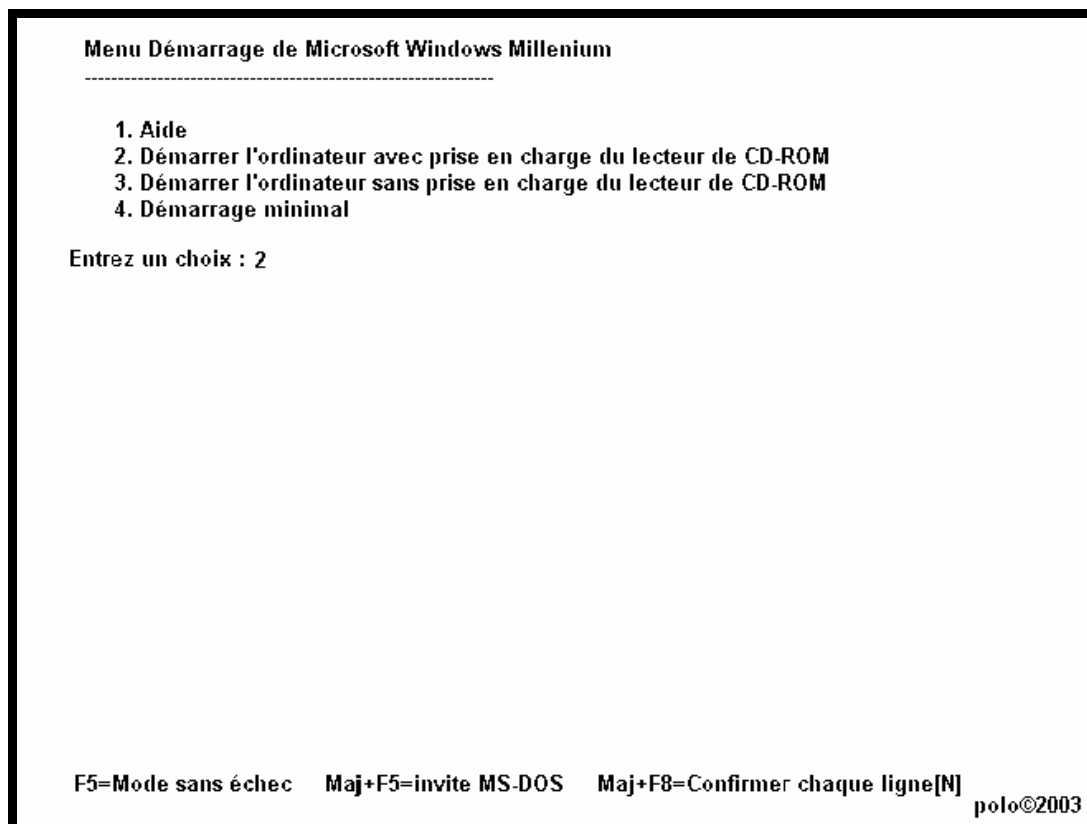 Menu Démarrage de Microsoft Windows Millenium
--------------------------------------------------------------
1. Aide
2. Démarrer l'ordinateur avec prise en charge du lecteur de CD-ROM
3. Démarrer l'ordinateur sans prise en charge du lecteur de CD-ROM
4. Démarrage minimal
Entrez un choix : 2
F5=Mode sans échec Maj+F5=invite MS-DOS Maj+F8=Confirmer chaque ligne[N]
polo©2003